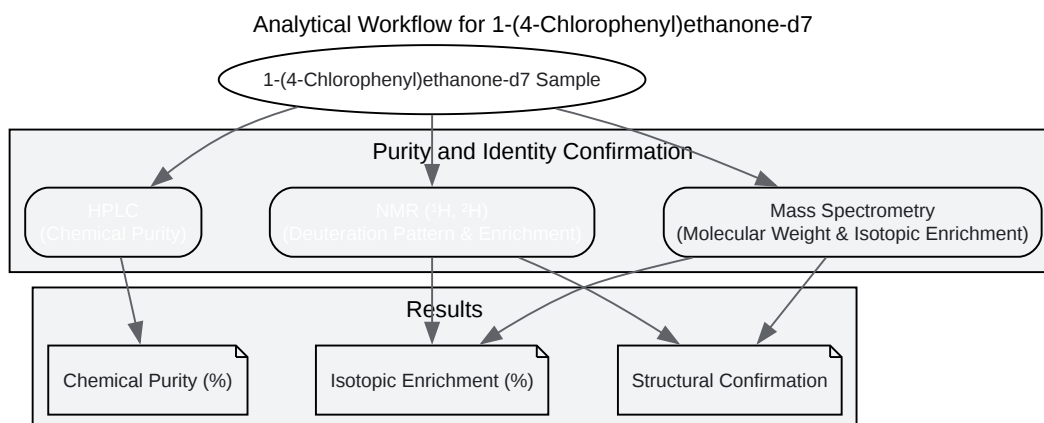 Analytical Workflow for 1-(4-Chlorophenyl)ethanone-d7
1-(4-Chlorophenyl)ethanone-d7 Sample
Purity and Identity Confirmation
HPLC
(Chemical Purity)
NMR (¹H, ²H)
(Deuteration Pattern & Enrichment)
Mass Spectrometry
(Molecular Weight & Isotopic Enrichment)
Results
Chemical Purity (%)
Isotopic Enrichment (%)
Structural Confirmation